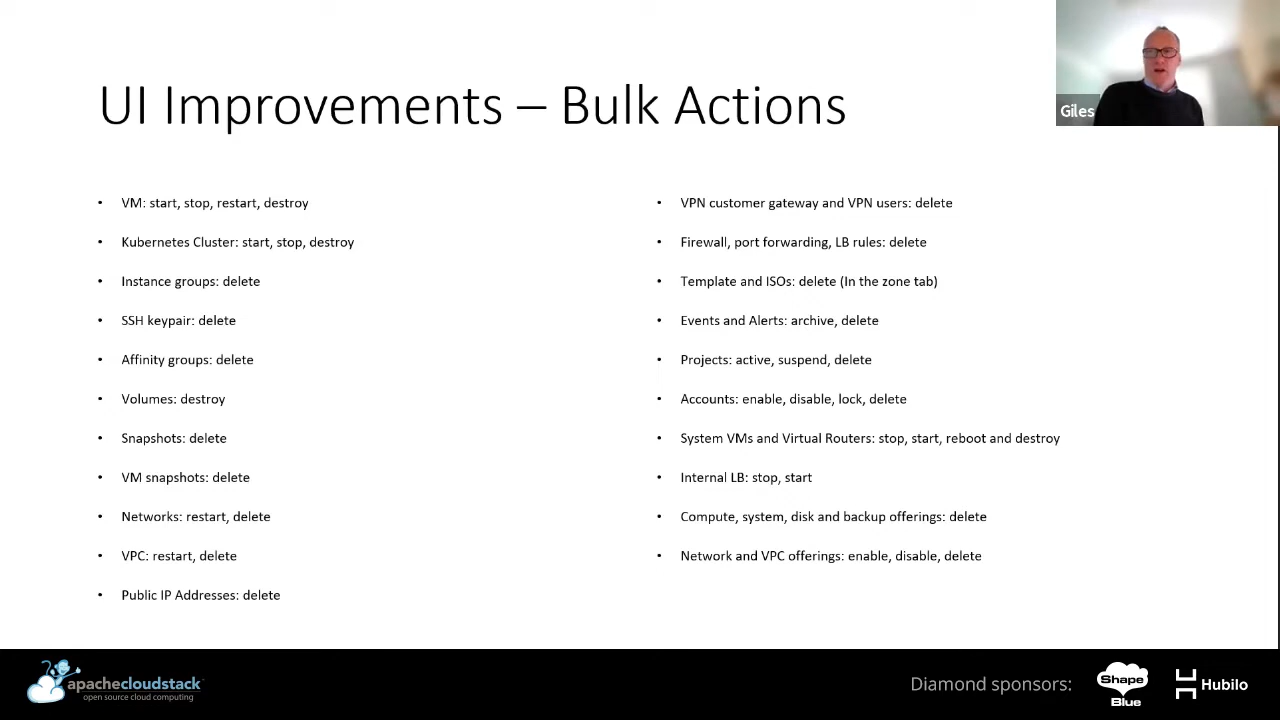 UI Improvements – Bulk Actions
Giles
• VM: start, stop, restart, destroy
• Kubernetes Cluster: start, stop, destroy
• Instance groups: delete
• SSH keypair: delete
• Affinity groups: delete
• Volumes: destroy
• Snapshots: delete
• VM snapshots: delete
• Networks: restart, delete
• VPC: restart, delete
• Public IP Addresses: delete
• VPN customer gateway and VPN users: delete
• Firewall, port forwarding, LB rules: delete
• Template and ISOs: delete (In the zone tab)
• Events and Alerts: archive, delete
• Projects: active, suspend, delete
• Accounts: enable, disable, lock, delete
• System VMs and Virtual Routers: stop, start, reboot and destroy
• Internal LB: stop, start
• Compute, system, disk and backup offerings: delete
• Network and VPC offerings: enable, disable, delete
apachecloudstack
open source cloud computing
Diamond sponsors:
Shape
Blue
Hubilo